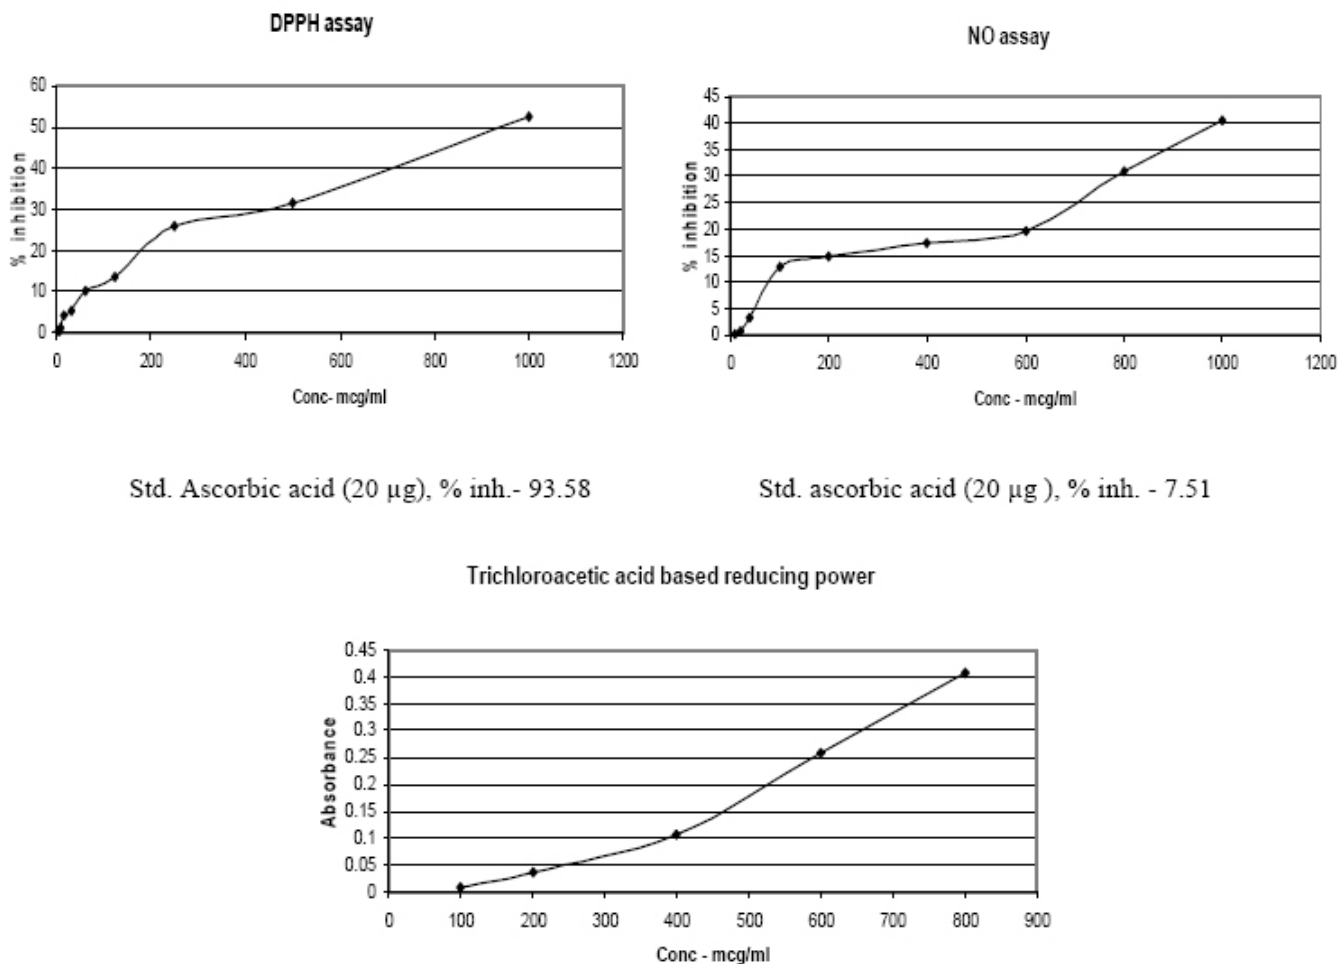 DPPH assay
60
50
40
30
20
10
0
% inhibition
0 200 400 600 800 1000 1200
Conc- mcg/ml
Std. Ascorbic acid (20 µg), % inh.- 93.58
NO assay
45
40
35
30
25
20
15
10
5
0
% inhibition
0 200 400 600 800 1000 1200
Conc - mcg/ml
Std. ascorbic acid (20 µg ), % inh. - 7.51
Trichloroacetic acid based reducing power
0.45
0.4
0.35
0.3
0.25
0.2
0.15
0.1
0.05
0
Absorbance
0 100 200 300 400 500 600 700 800 900
Conc - mcg/ml